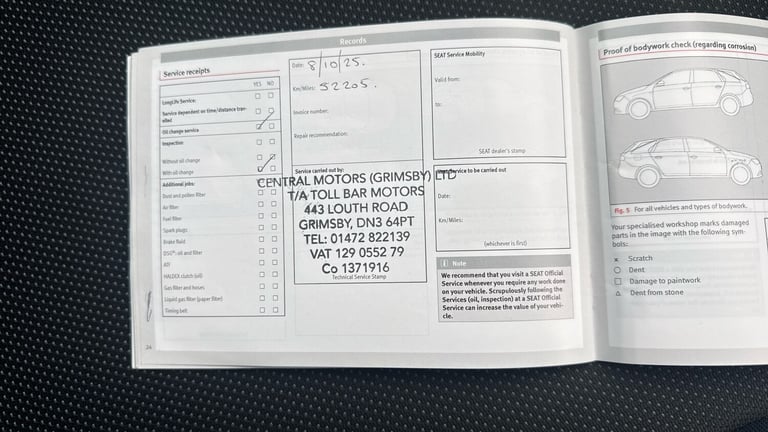 Records
Service receipts
YES NO
LongLife Service:
Service dependent on time/distance tran-
elled
Oil change service
Inspection
Without oil change
With oil change
Additional jobs:
Dust and pollen filter
Air filter
Fuel filter
Spark plugs
Brake fluid
DSG®: oil and filter
ATF
HALDEX clutch (oil)
Gas filter and hoses
Liquid gas filter (paper filter)
Timing belt
24
Date: 8/10/25.
Km/Miles: 52205.
Invoice number:
Repair recommendation:
Service carried out by:
CENTRAL MOTORS (GRIMSBY) LTD
T/A TOLL BAR MOTORS
443 LOUTH ROAD
GRIMSBY, DN3 64PT
TEL: 01472 822139
VAT 129 0552 79
Co 1371916
Technical Service Stamp
SEAT Service Mobility
Valid from:
to:
SEAT dealer's stamp
Service to be carried out
Date:
Km/Miles:
(whichever is first)
i Note
We recommend that you visit a SEAT Official
Service whenever you require any work done
on your vehicle. Scrupulously following the
Services (oil, inspection) at a SEAT Official
Service can increase the value of your vehi-
cle.
Proof of bodywork check (regarding corrosion)
Fig. 5 For all vehicles and types of bodywork.
Your specialised workshop marks damaged
parts in the image with the following sym-
bols:
x Scratch
○ Dent
□ Damage to paintwork
△ Dent from stone